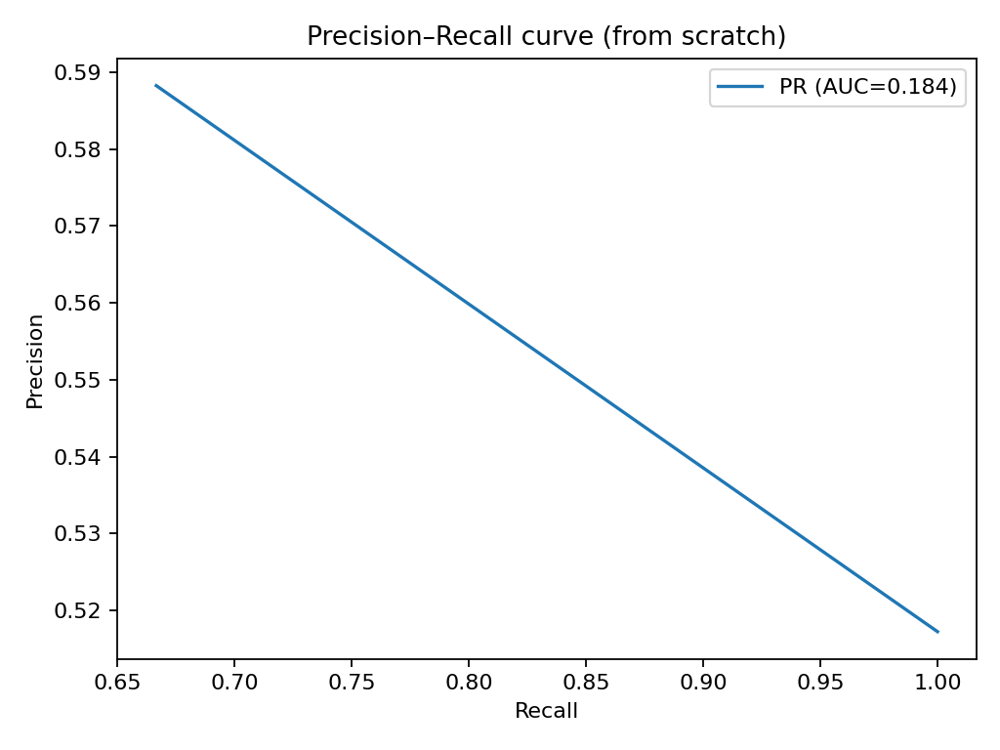 Precision–Recall curve (from scratch)
PR (AUC=0.184)
0.59
0.58
0.57
0.56
0.55
0.54
0.53
0.52
Precision
0.65 0.70 0.75 0.80 0.85 0.90 0.95 1.00
Recall